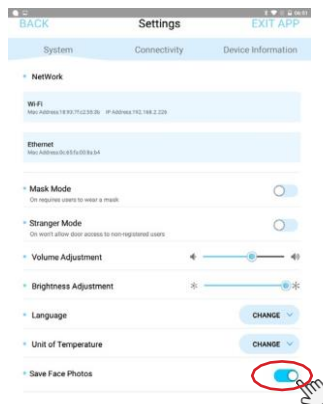 06:51
BACK Settings EXIT APP
System Connectivity Device Information
NetWork
Wi-Fi
Ethernet
Mask Mode
On requires users to wear a mask
Stranger Mode
On won't allow door access to non-registered users
Volume Adjustment
Brightness Adjustment
Language CHANGE
Unit of Temperature CHANGE
Save Face Photos